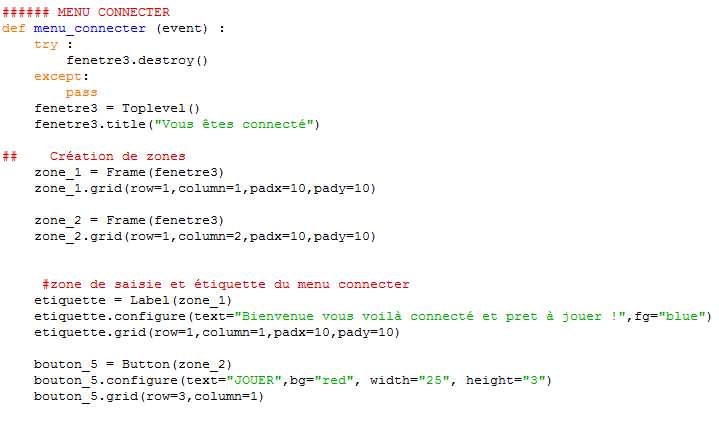 ###### MENU CONNECTER
def menu_connecter (event) :
    try :
        fenetre3.destroy()
    except:
        pass
    fenetre3 = Toplevel()
    fenetre3.title("Vous êtes connecté")
##    Création de zones
    zone_1 = Frame(fenetre3)
    zone_1.grid(row=1,column=1,padx=10,pady=10)
    zone_2 = Frame(fenetre3)
    zone_2.grid(row=1,column=2,padx=10,pady=10)
     #zone de saisie et étiquette du menu connecter
    etiquette = Label(zone_1)
    etiquette.configure(text="Bienvenue vous voilà connecté et pret à jouer !",fg="blue")
    etiquette.grid(row=1,column=1,padx=10,pady=10)
    bouton_5 = Button(zone_2)
    bouton_5.configure(text="JOUER",bg="red", width="25", height="3")
    bouton_5.grid(row=3,column=1)